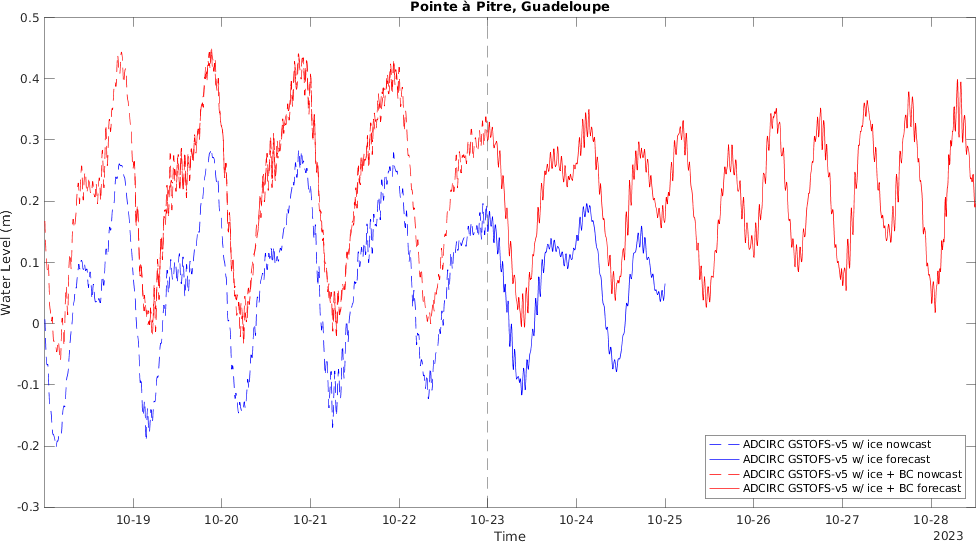 Pointe à Pitre, Guadeloupe
0.5
0.4
0.3
0.2
0.1
0
-0.1
-0.2
-0.3
Water Level (m)
ADCIRC GSTOFS-v5 w/ ice nowcast
ADCIRC GSTOFS-v5 w/ ice forecast
ADCIRC GSTOFS-v5 w/ ice + BC nowcast
ADCIRC GSTOFS-v5 w/ ice + BC forecast
10-19 10-20 10-21 10-22 10-23 10-24 10-25 10-26 10-27 10-28
Time
2023